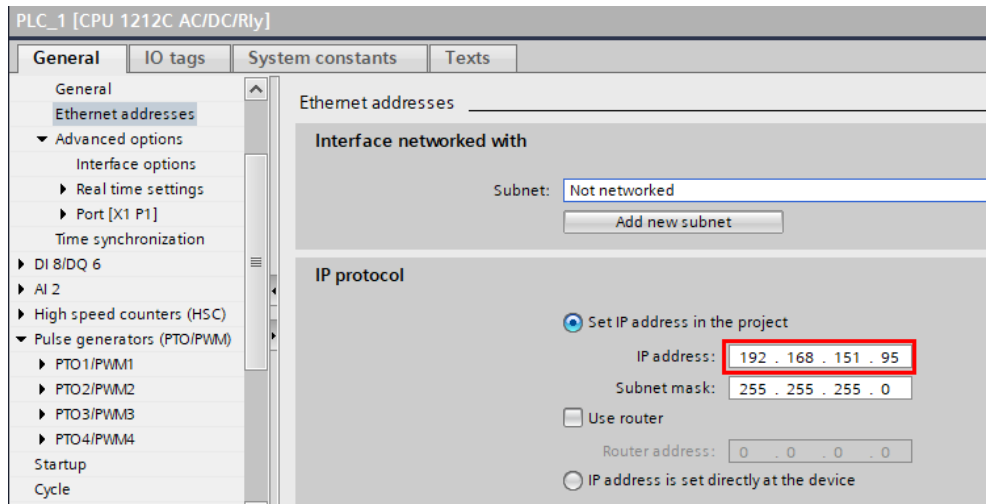 PLC_1 [CPU 1212C AC/DC/Rly]
General IO tags System constants Texts
General
Ethernet addresses
Advanced options
Interface options
Real time settings
Port [X1 P1]
Time synchronization
DI 8/DQ 6
AI 2
High speed counters (HSC)
Pulse generators (PTO/PWM)
PTO1/PWM1
PTO2/PWM2
PTO3/PWM3
PTO4/PWM4
Startup
Cycle
Ethernet addresses
Interface networked with
Subnet: Not networked
Add new subnet
IP protocol
Set IP address in the project
IP address: 192 . 168 . 151 . 95
Subnet mask: 255 . 255 . 255 . 0
Use router
Router address: 0 . 0 . 0 . 0
IP address is set directly at the device